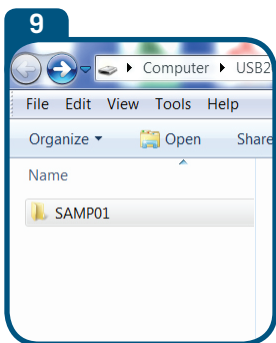 9
Computer USB2
File Edit View Tools Help
Organize Open Share
Name
SAMP01